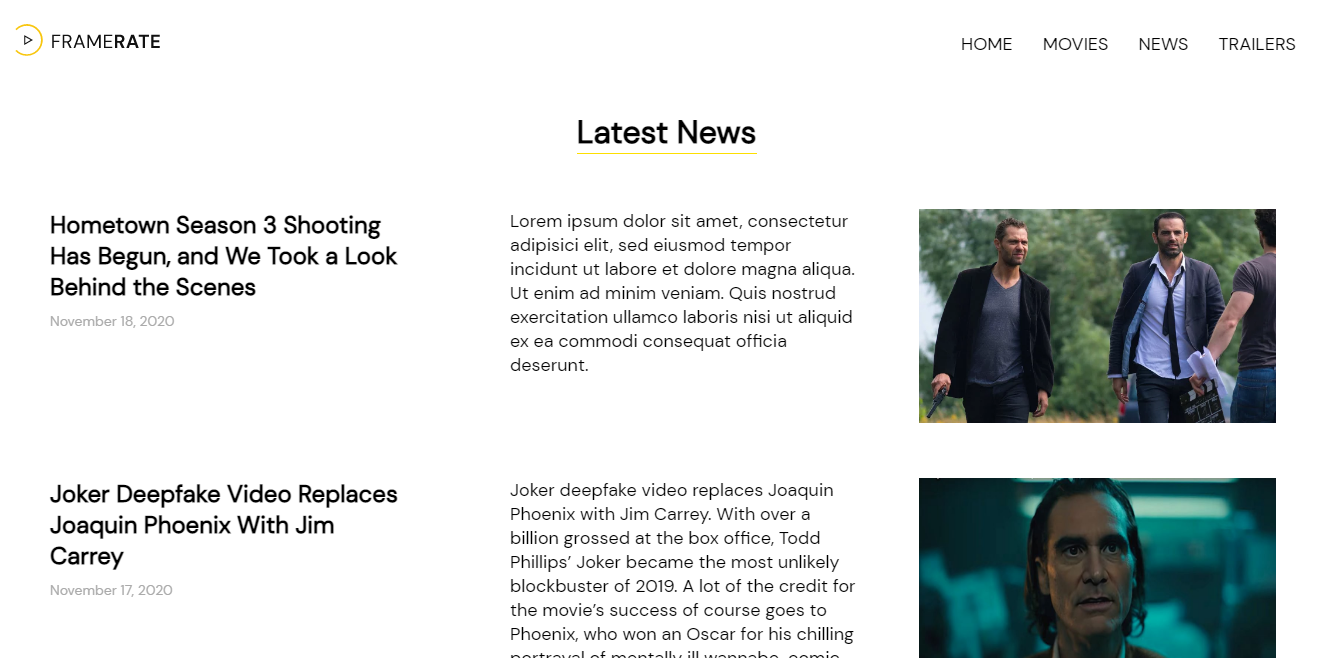 FRAMERATE
HOME MOVIES NEWS TRAILERS
Latest News
Hometown Season 3 Shooting
Has Begun, and We Took a Look
Behind the Scenes
November 18, 2020
Lorem ipsum dolor sit amet, consectetur
adipisici elit, sed eiusmod tempor
incidunt ut labore et dolore magna aliqua.
Ut enim ad minim veniam. Quis nostrud
exercitation ullamco laboris nisi ut aliquid
ex ea commodi consequat officia
deserunt.
Joker Deepfake Video Replaces
Joaquin Phoenix With Jim
Carrey
November 17, 2020
Joker deepfake video replaces Joaquin
Phoenix with Jim Carrey. With over a
billion grossed at the box office, Todd
Phillips’ Joker became the most unlikely
blockbuster of 2019. A lot of the credit for
the movie’s success of course goes to
Phoenix, who won an Oscar for his chilling
portrayal of mentally ill wannabe comic